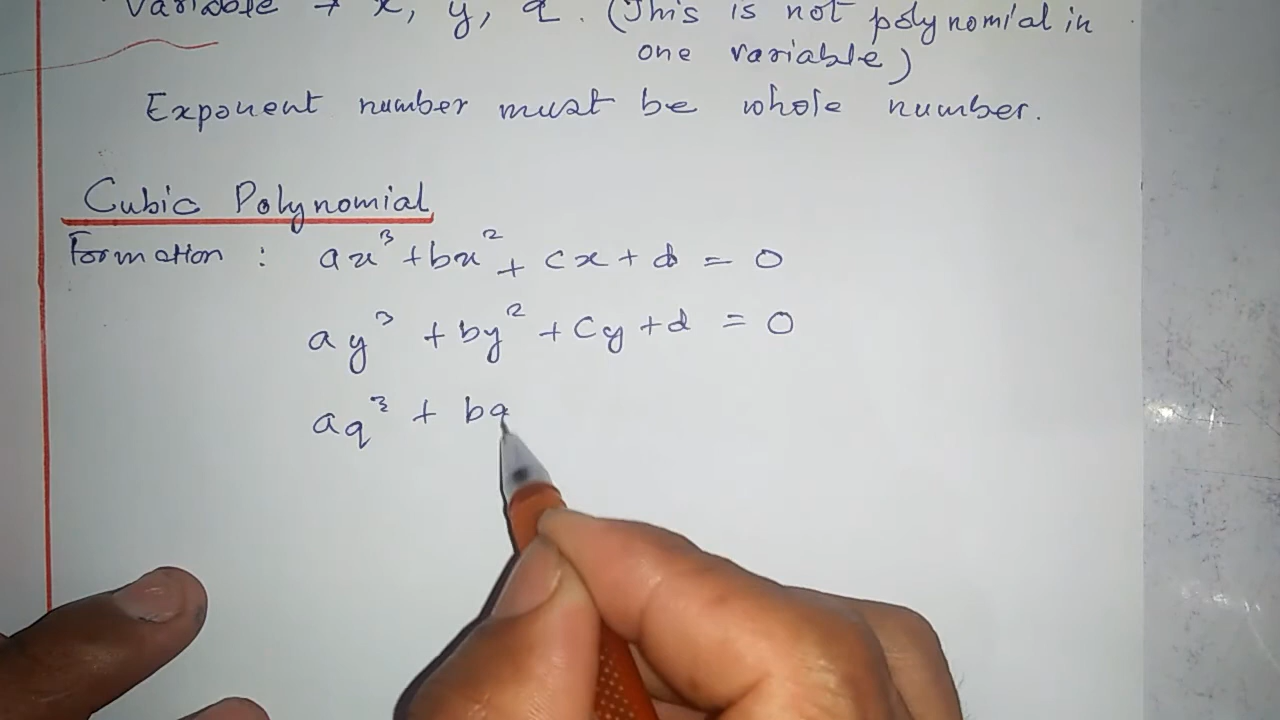 Variable → x, y, q. (This is not polynomial in
one variable)
Exponent number must be whole number.
Cubic Polynomial
Formation : ax³ + bx² + cx + d = 0
ay³ + by² + cy + d = 0
aq³ + bq